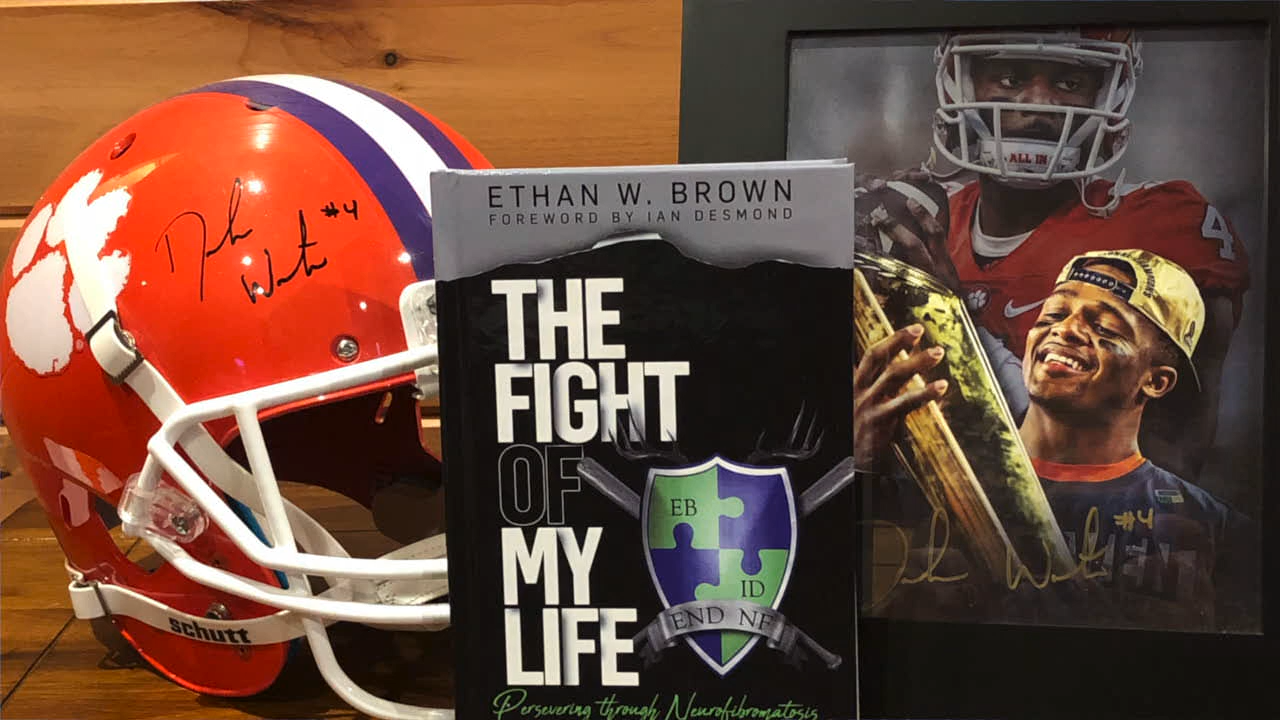 #4
schutt
ETHAN W. BROWN
FOREWORD BY IAN DESMOND
THE
FIGHT
OF
MY
LIFE
EB
ID
END NF
Persevering through Neurofibromatosis
ALL IN
4
#4